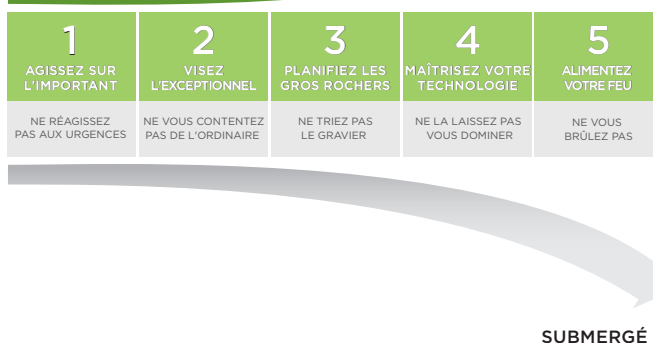 1
AGISSEZ SUR
L'IMPORTANT
NE RÉAGISSEZ
PAS AUX URGENCES
2
VISEZ
L'EXCEPTIONNEL
NE VOUS CONTENTEZ
PAS DE L'ORDINAIRE
3
PLANIFIEZ LES
GROS ROCHERS
NE TRIEZ PAS
LE GRAVIER
4
MAÎTRISEZ VOTRE
TECHNOLOGIE
NE LA LAISSEZ PAS
VOUS DOMINER
5
ALIMENTEZ
VOTRE FEU
NE VOUS
BRÛLEZ PAS
SUBMERGÉ